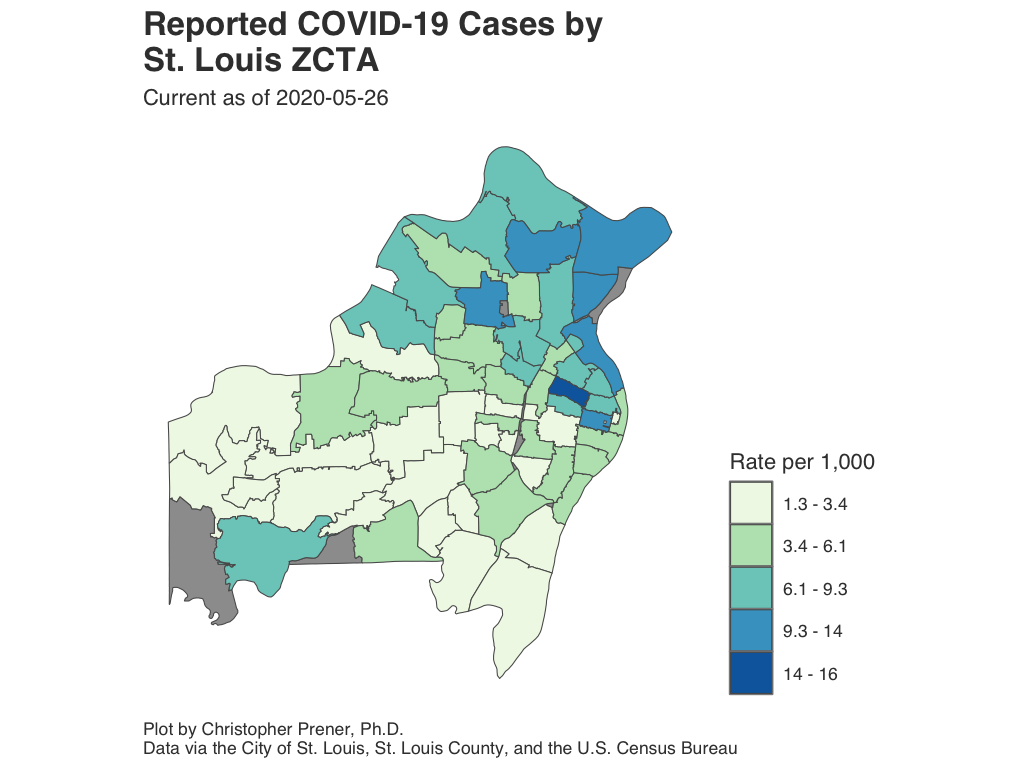 Reported COVID-19 Cases by
St. Louis ZCTA
Current as of 2020-05-26
Rate per 1,000
1.3 - 3.4
3.4 - 6.1
6.1 - 9.3
9.3 - 14
14 - 16
Plot by Christopher Prener, Ph.D.
Data via the City of St. Louis, St. Louis County, and the U.S. Census Bureau